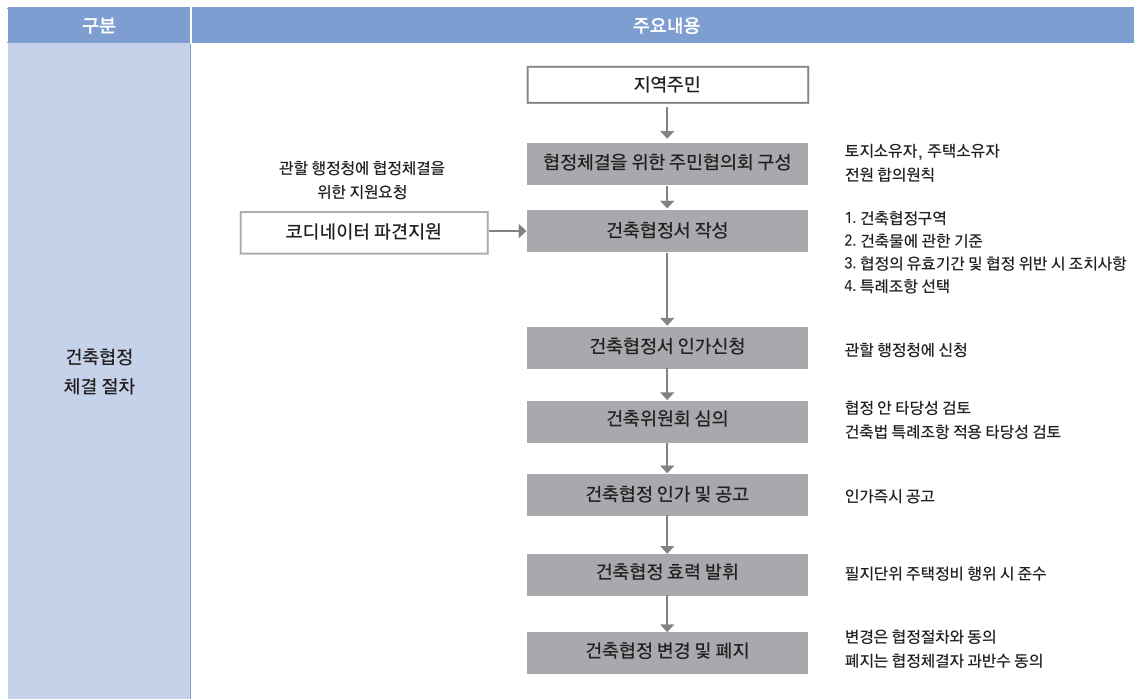 구분
주요내용
건축협정
체결 절차
지역주민
협정체결을 위한 주민협의회 구성
토지소유자, 주택소유자
전원 합의원칙
관할 행정청에 협정체결을
위한 지원요청
코디네이터 파견지원
건축협정서 작성
1. 건축협정구역
2. 건축물에 관한 기준
3. 협정의 유효기간 및 협정 위반 시 조치사항
4. 특례조항 선택
건축협정서 인가신청
관할 행정청에 신청
건축위원회 심의
협정 안 타당성 검토
건축법 특례조항 적용 타당성 검토
건축협정 인가 및 공고
인가즉시 공고
건축협정 효력 발휘
필지단위 주택정비 행위 시 준수
건축협정 변경 및 폐지
변경은 협정절차와 동의
폐지는 협정체결자 과반수 동의